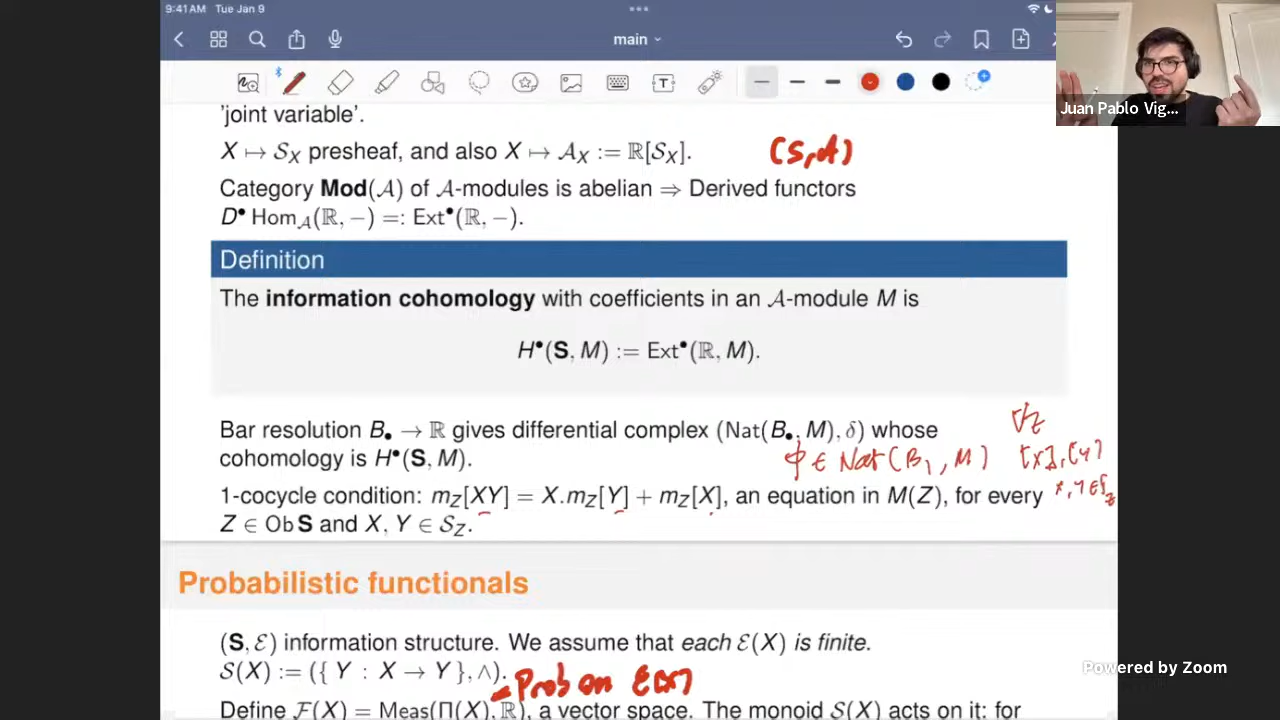 9:41 AM Tue Jan 9
main
Juan Pablo Vig...
'joint variable'.
X ↦ 𝒮_X presheaf, and also X ↦ 𝒜_X := ℝ[𝒮_X].
(S, A)
Category Mod(𝒜) of 𝒜-modules is abelian ⇒ Derived functors
D• Hom_𝒜(ℝ, −) =: Ext•(ℝ, −).
Definition
The information cohomology with coefficients in an 𝒜-module M is
H•(S, M) := Ext•(ℝ, M).
∀Z
Bar resolution B• → ℝ gives differential complex (Nat(B•, M), δ) whose
cohomology is H•(S, M).
φ ∈ Nat(B₁, M) [X], [Y]
1-cocycle condition: m_Z[XY] = X.m_Z[Y] + m_Z[X], an equation in M(Z), for every
X, Y ∈ S_Z
Z ∈ Ob S and X, Y ∈ 𝒮_Z.
Probabilistic functionals
(S, ℰ) information structure. We assume that each ℰ(X) is finite.
𝒮(X) := ({ Y : X → Y }, ∧).
Prob on E(X)
Define ℱ(X) = Meas(Π(X), ℝ), a vector space. The monoid 𝒮(X) acts on it: for
Powered by Zoom